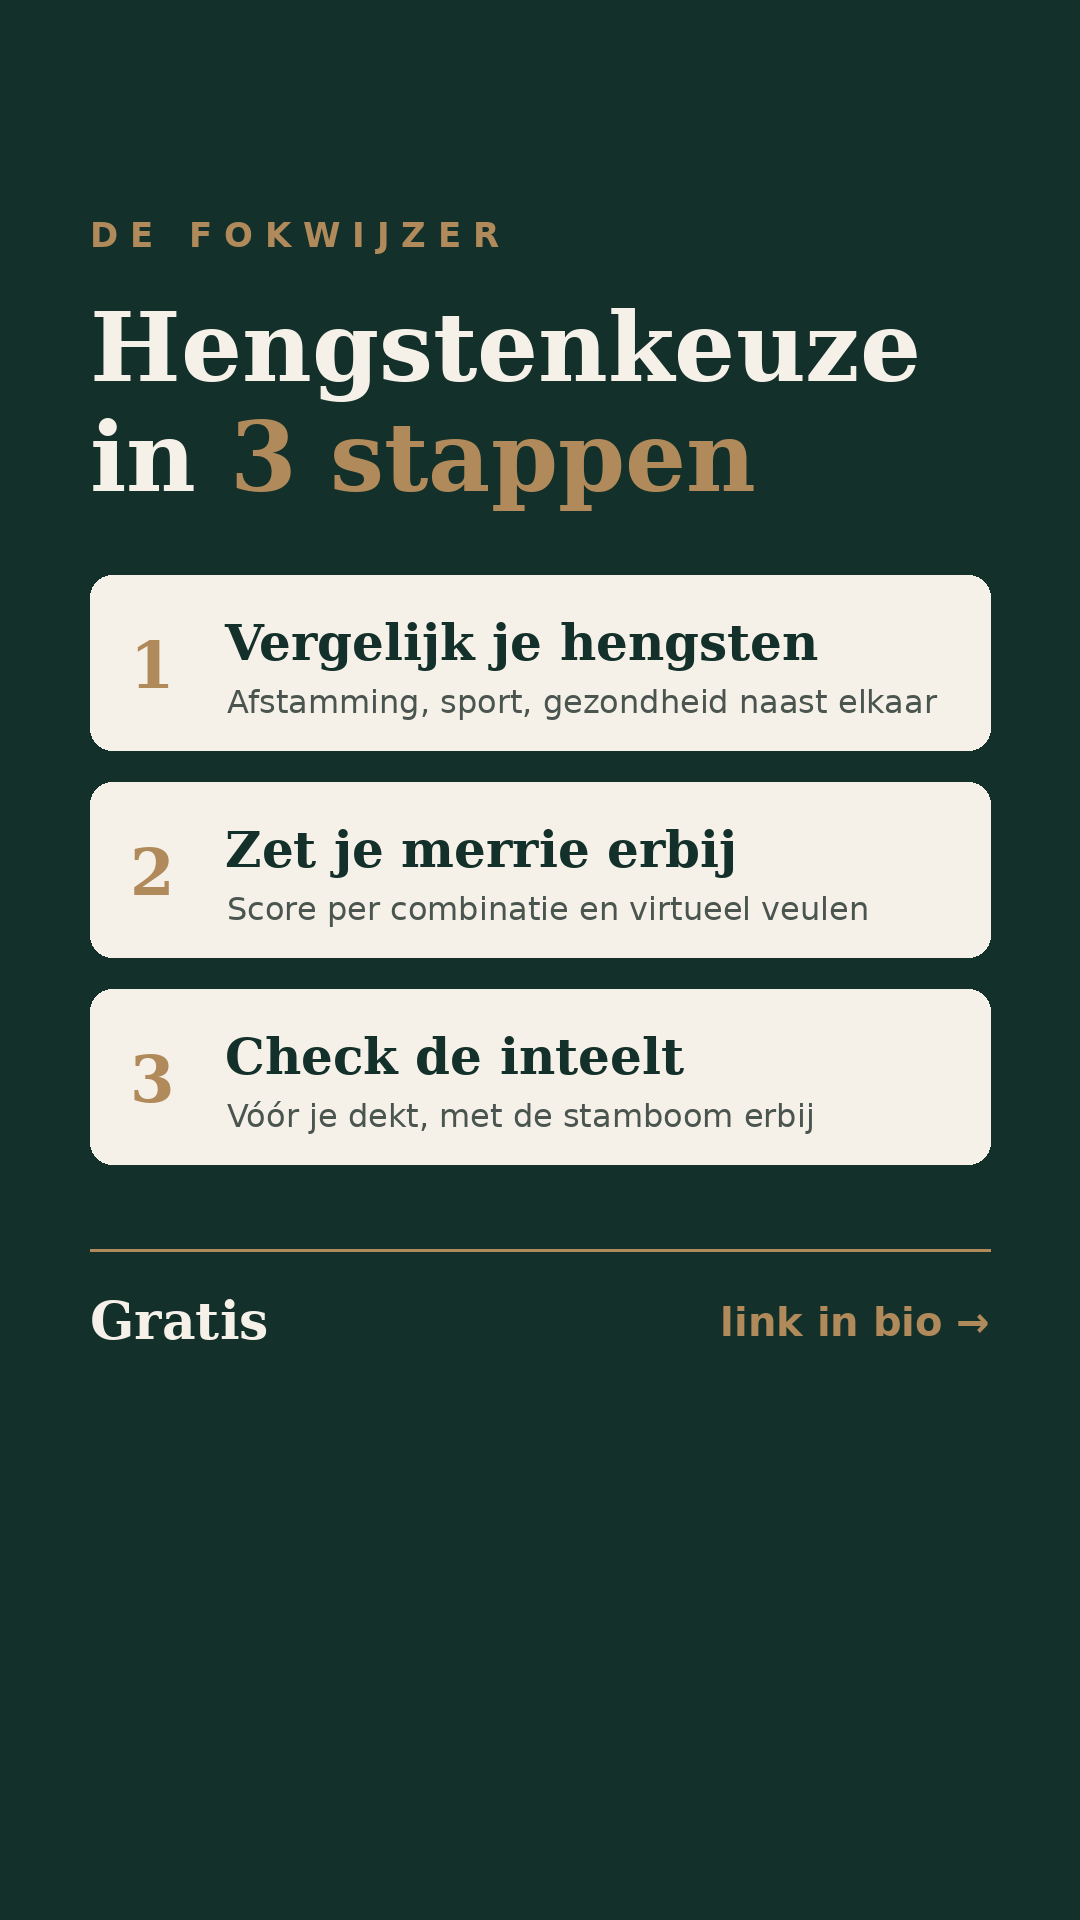 DE FOKWIJZER
Hengstenkeuze
in 3 stappen
1
Vergelijk je hengsten
Afstamming, sport, gezondheid naast elkaar
2
Zet je merrie erbij
Score per combinatie en virtueel veulen
3
Check de inteelt
Vóór je dekt, met de stamboom erbij
Gratis
link in bio →